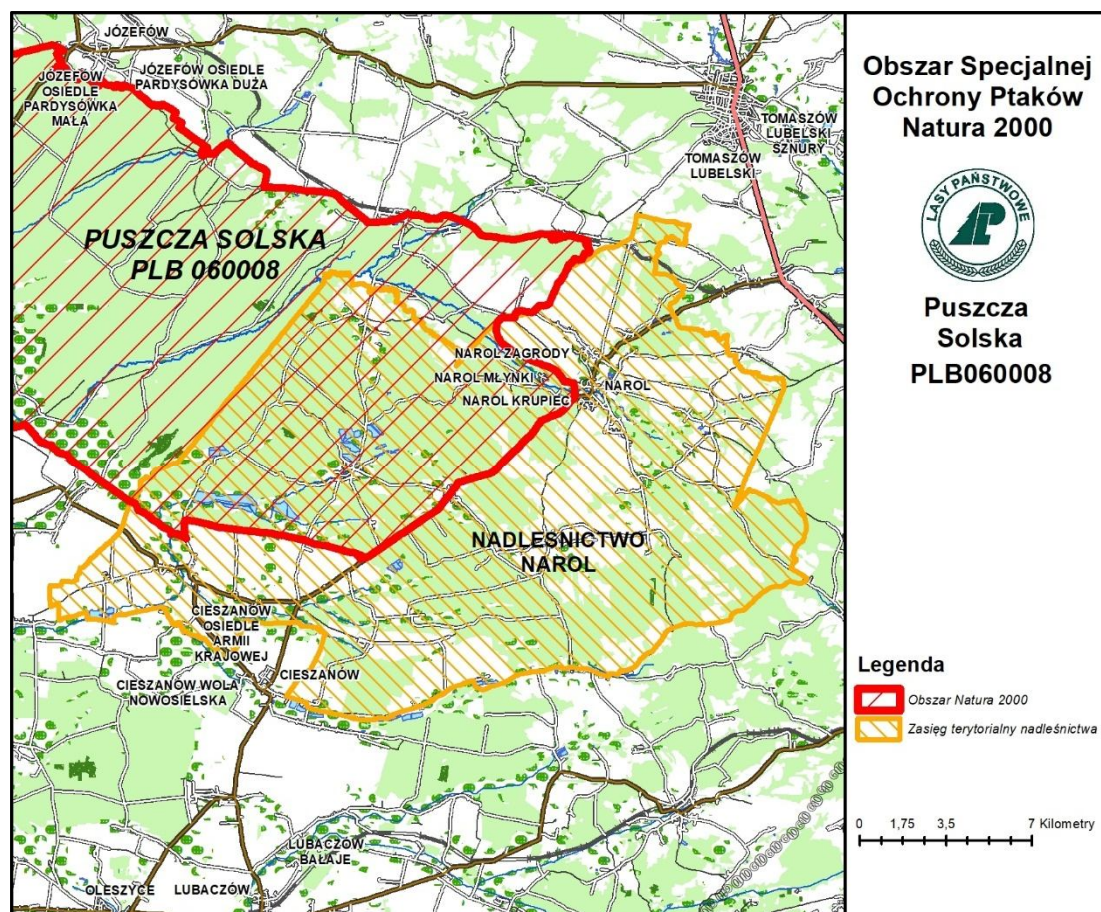 JÓZEFÓW
JÓZEFÓW
OSIEDLE
PARDYSÓWKA
MAŁA
JÓZEFÓW OSIEDLE
PARDYSÓWKA DUŻA
TOMASZÓW
LUBELSKI
SZNURY
TOMASZÓW
LUBELSKI
PUSZCZA SOLSKA
PLB 060008
NAROL ZAGRODY
NAROL MŁYNKI
NAROL
NAROL KRUPIEC
NADLEŚNICTWO
NAROL
CIESZANÓW
OSIEDLE
ARMII
KRAJOWEJ
CIESZANÓW
CIESZANÓW WOLA
NOWOSIELSKA
LUBACZÓW
BAŁAJE
OLESZYCE
LUBACZÓW
Obszar Specjalnej
Ochrony Ptaków
Natura 2000
LASY PAŃSTWOWE
Puszcza
Solska
PLB060008
Legenda
Obszar Natura 2000
Zasięg terytorialny nadleśnictwa
0 1,75 3,5 7 Kilometry